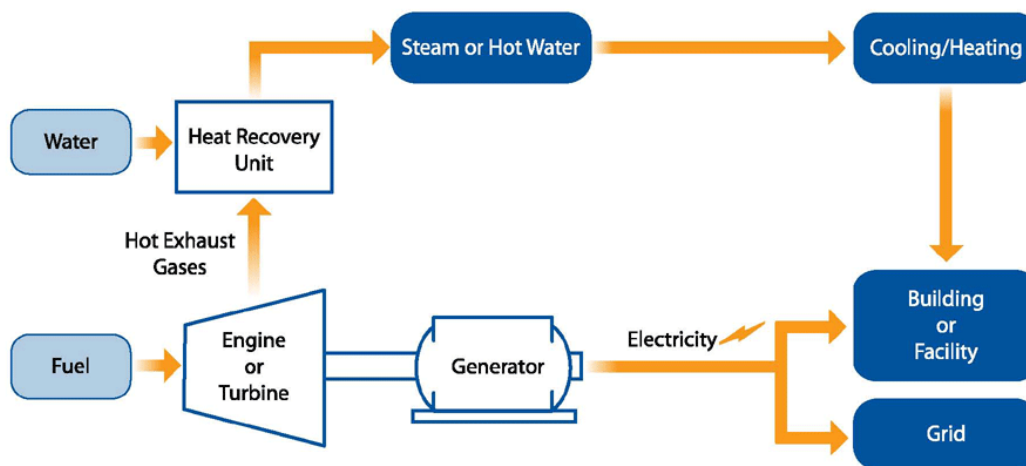 Steam or Hot Water
Cooling/Heating
Water
Heat Recovery
Unit
Hot Exhaust
Gases
Fuel
Engine
or
Turbine
Generator
Electricity
Building
or
Facility
Grid